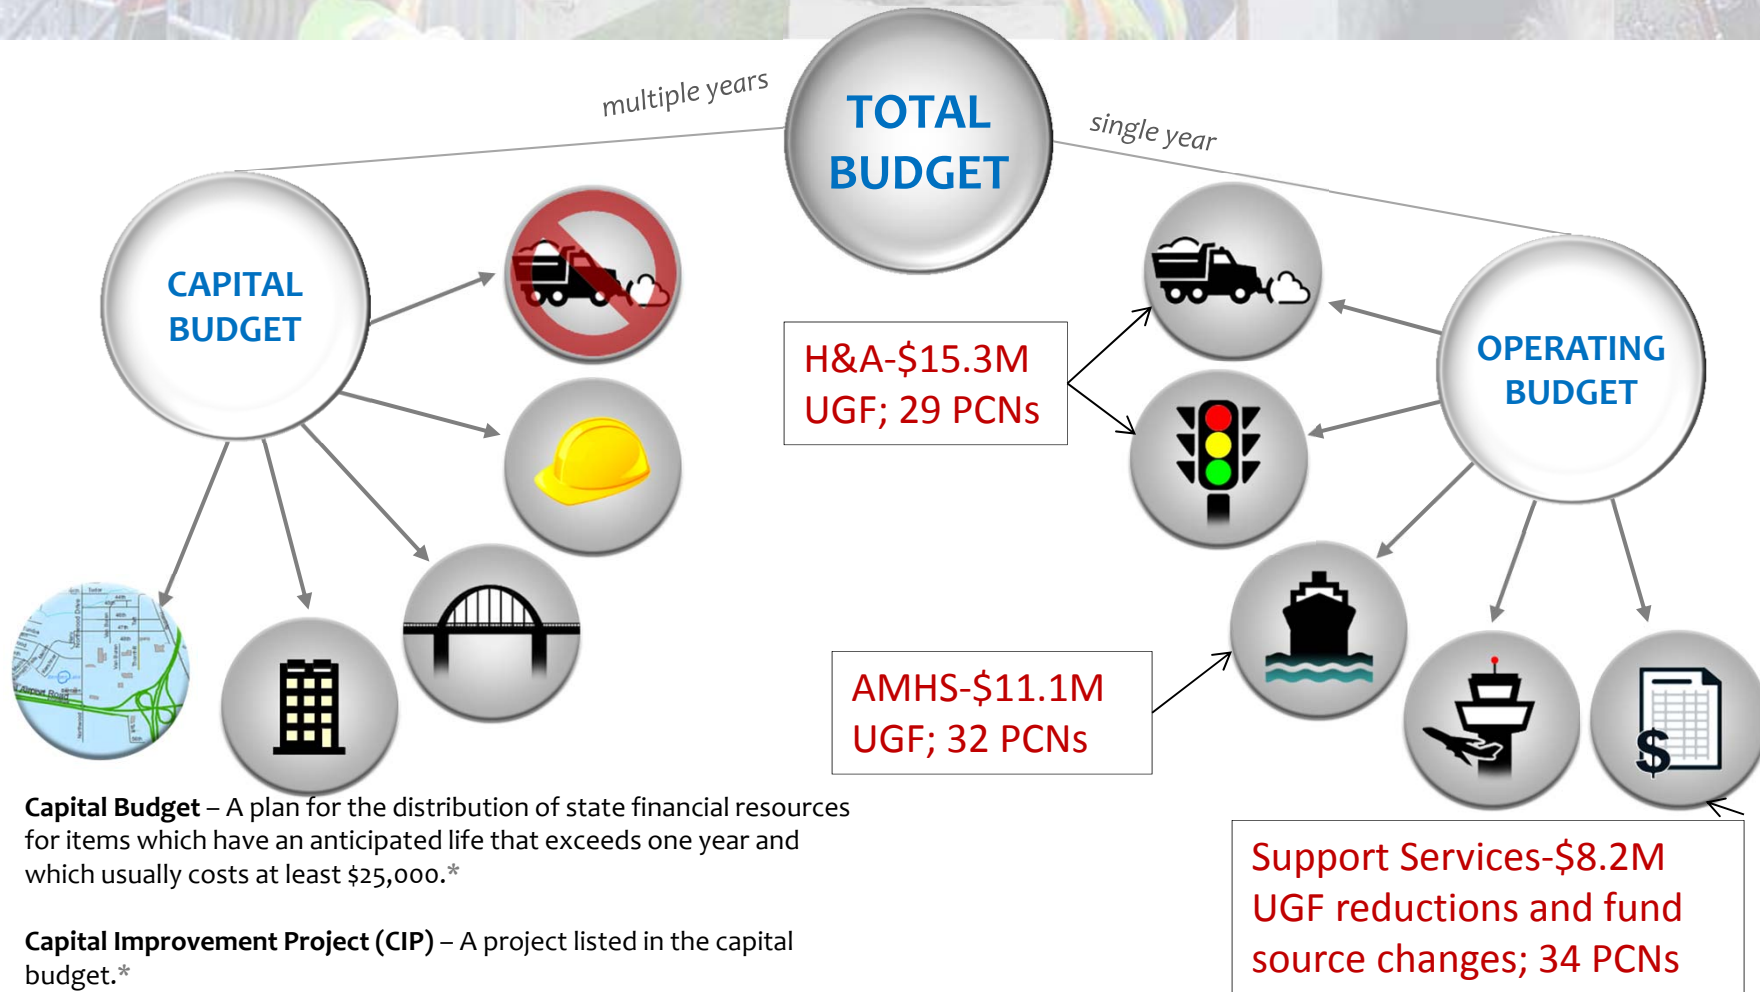 multiple years
TOTAL
BUDGET
single year
CAPITAL
BUDGET
OPERATING
BUDGET
H&A-$15.3M
UGF; 29 PCNs
AMHS-$11.1M
UGF; 32 PCNs
$
Support Services-$8.2M
UGF reductions and fund
source changes; 34 PCNs
Capital Budget – A plan for the distribution of state financial resources
for items which have an anticipated life that exceeds one year and
which usually costs at least $25,000.*
Capital Improvement Project (CIP) – A project listed in the capital
budget.*